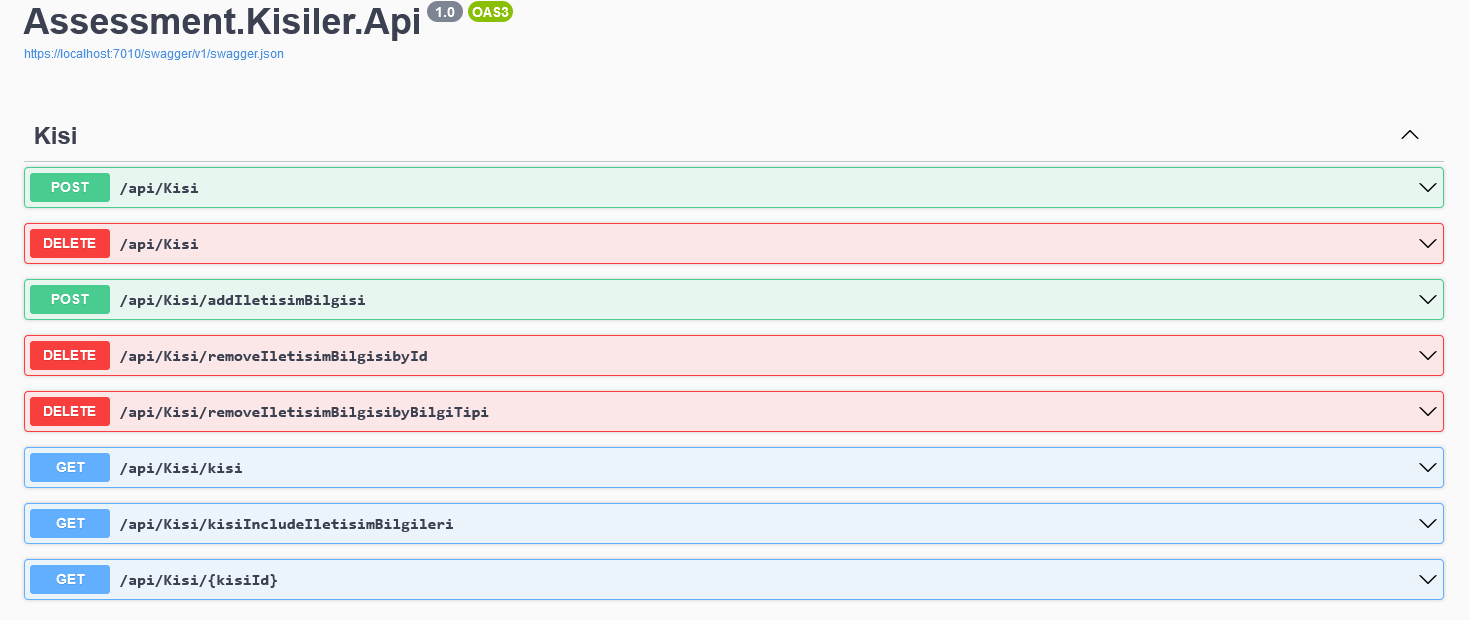 Assessment.Kisiler.Api 1.0 OAS3
https://localhost:7010/swagger/v1/swagger.json
Kisi
POST /api/Kisi
DELETE /api/Kisi
POST /api/Kisi/addIletisimBilgisi
DELETE /api/Kisi/removeIletisimBilgisibyId
DELETE /api/Kisi/removeIletisimBilgisibyBilgiTipi
GET /api/Kisi/kisi
GET /api/Kisi/kisiIncludeIletisimBilgileri
GET /api/Kisi/{kisiId}